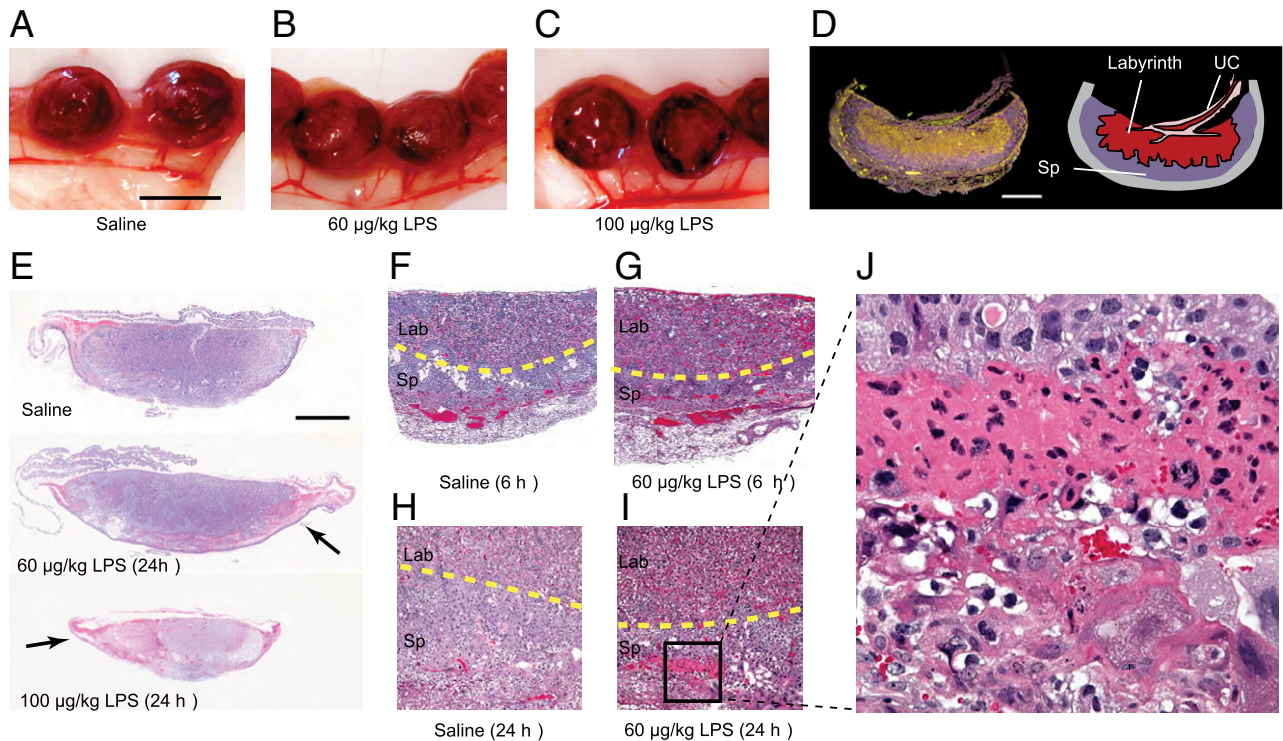 A
B
C
D
Saline
60 µg/kg LPS
100 µg/kg LPS
Labyrinth
UC
Sp
E
Saline
60 µg/kg LPS (24h )
100 µg/kg LPS (24 h )
F
Lab
Sp
Saline (6 h )
G
Lab
Sp
60 µg/kg LPS (6 h )
H
Lab
Sp
Saline (24 h )
I
Lab
Sp
60 µg/kg LPS (24 h )
J